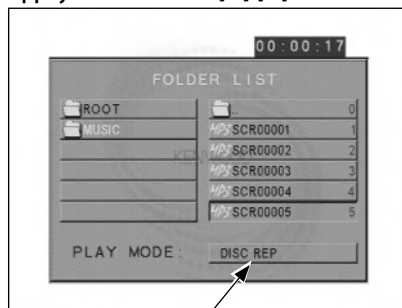 00:00:17
FOLDER LIST
ROOT
MUSIC
.. 0
MP3 SCR00001 1
MP3 SCR00002 2
MP3 SCR00003 3
MP3 SCR00004 4
MP3 SCR00005 5
PLAY MODE: DISC REP